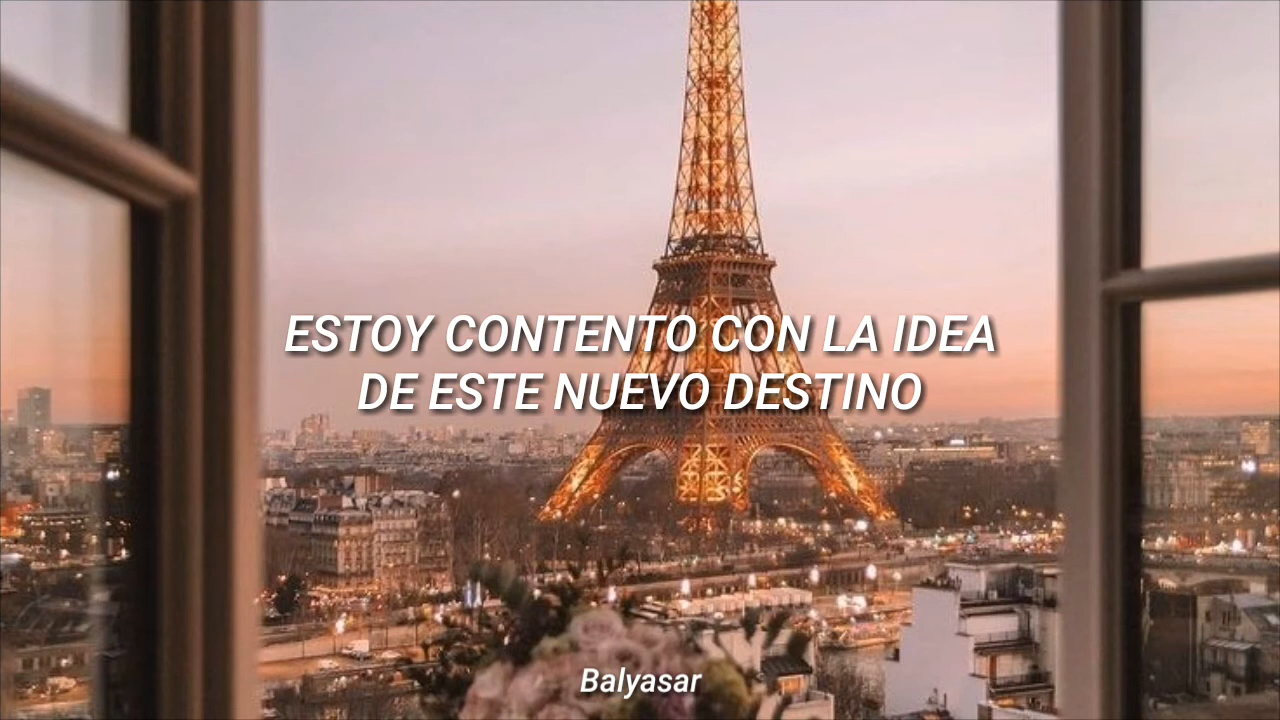 ESTOY CONTENTO CON LA IDEA
DE ESTE NUEVO DESTINO
Balyasar